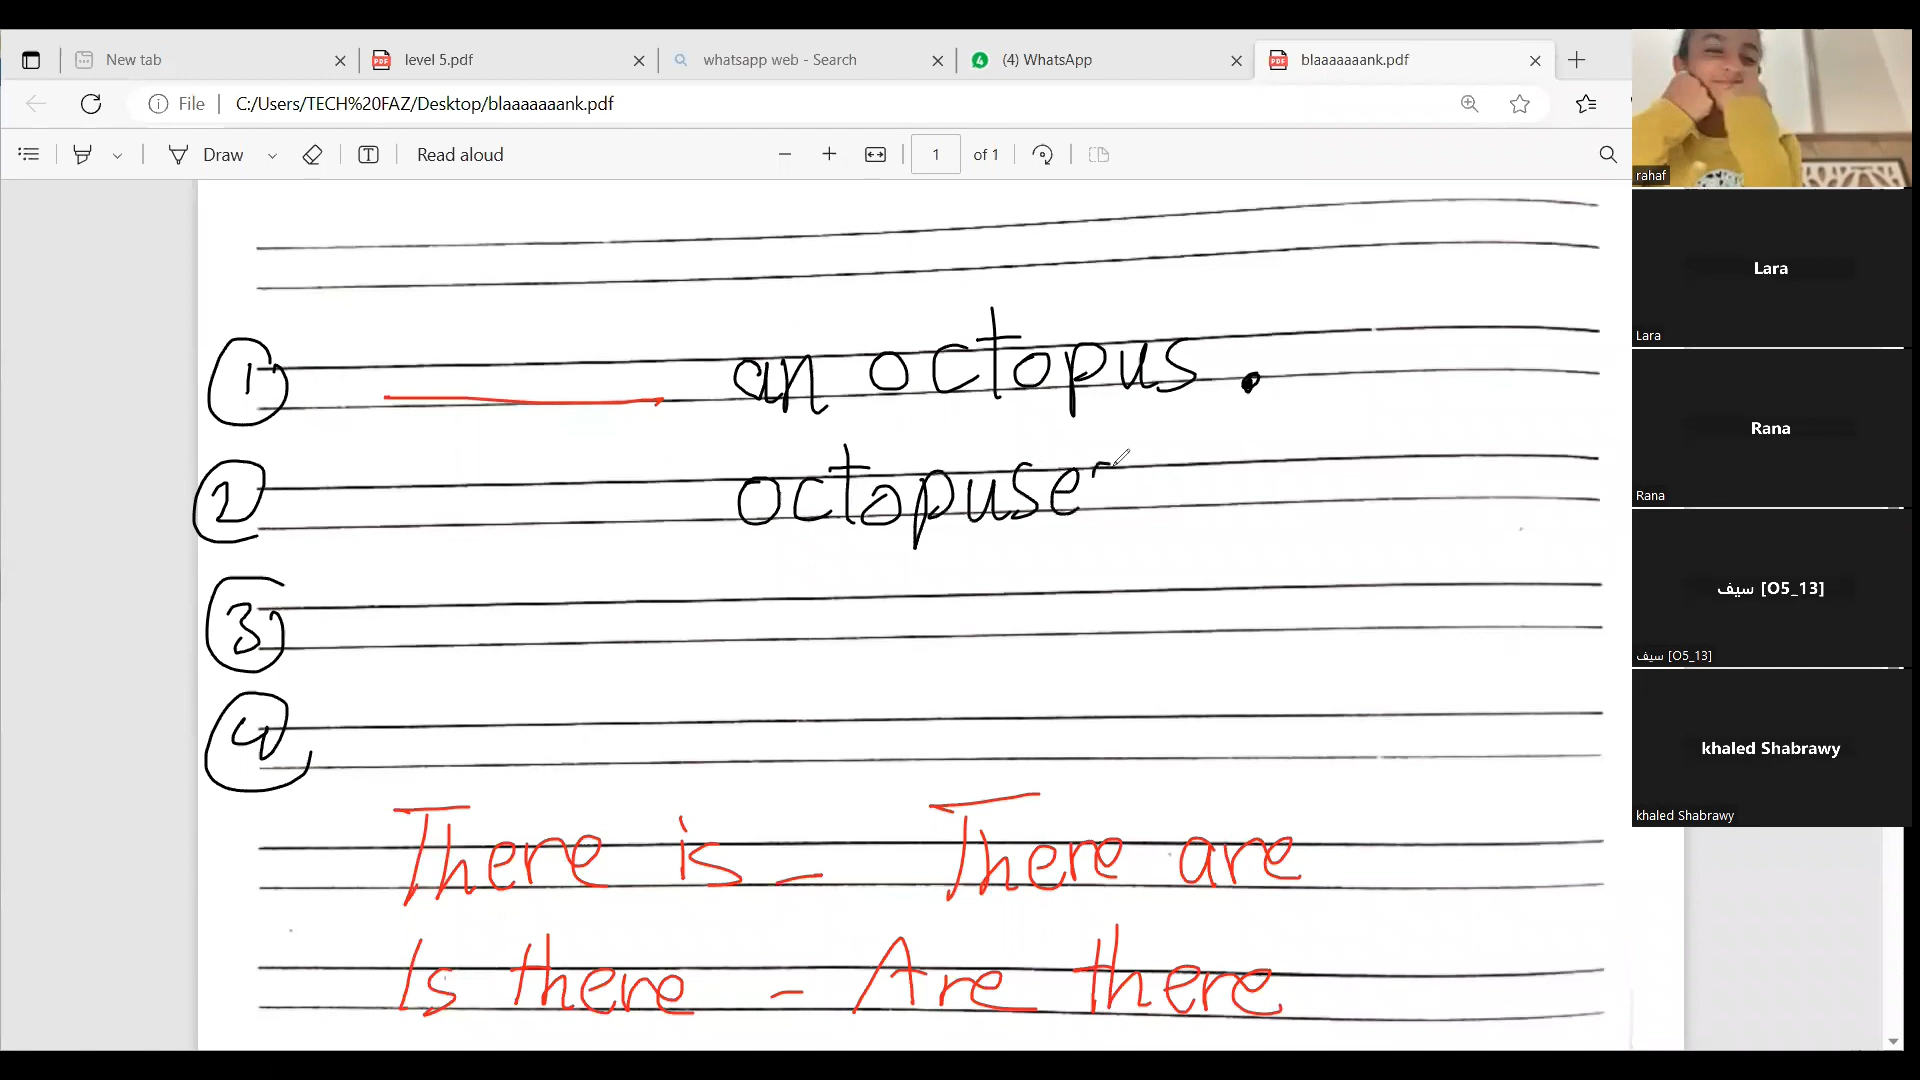 New tab
level 5.pdf
whatsapp web - Search
(4) WhatsApp
blaaaaaaank.pdf
File C:/Users/TECH%20FAZ/Desktop/blaaaaaaank.pdf
Draw
Read aloud
1 of 1
1 an octopus.
2 octopuse
3
4
There is - There are
Is there - Are there
rahaf
Lara
Lara
Rana
Rana
سيف [O5_13]
سيف [O5_13]
khaled Shabrawy
khaled Shabrawy